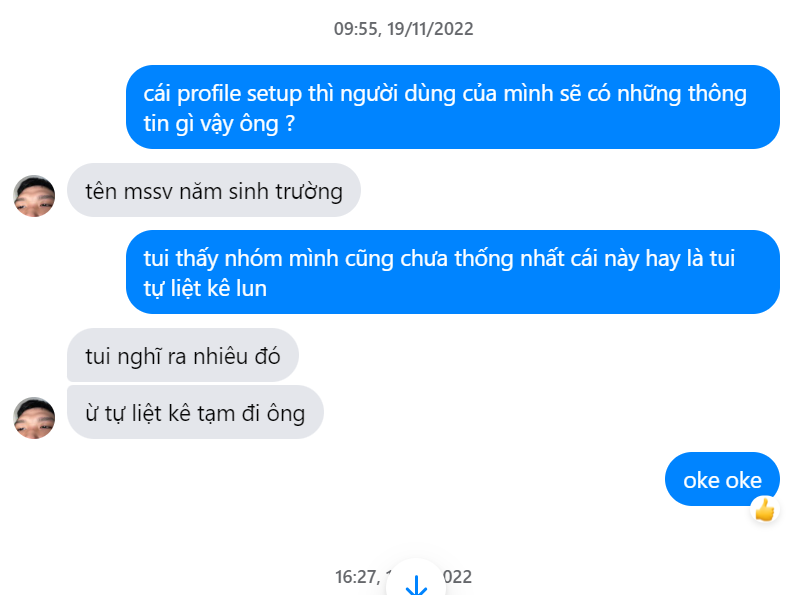 09:55, 19/11/2022
cái profile setup thì người dùng của mình sẽ có những thông
tin gì vậy ông ?
tên mssv năm sinh trường
tui thấy nhóm mình cũng chưa thống nhất cái này hay là tui
tự liệt kê lun
tui nghĩ ra nhiêu đó
ừ tự liệt kê tạm đi ông
oke oke
16:27,